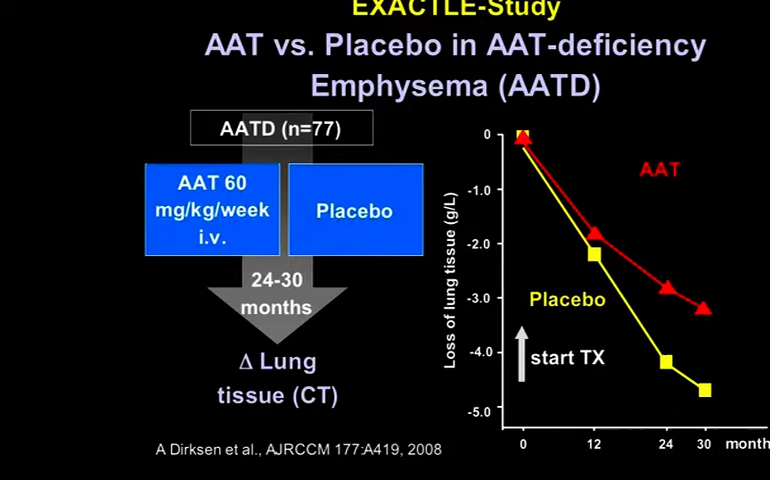 EXACTLE-Study
AAT vs. Placebo in AAT-deficiency
Emphysema (AATD)
AATD (n=77)
AAT 60
mg/kg/week
i.v.
Placebo
24-30
months
Δ Lung
tissue (CT)
A Dirksen et al., AJRCCM 177:A419, 2008
Loss of lung tissue (g/L)
0
-1.0
-2.0
-3.0
-4.0
-5.0
AAT
Placebo
start TX
0 12 24 30 month